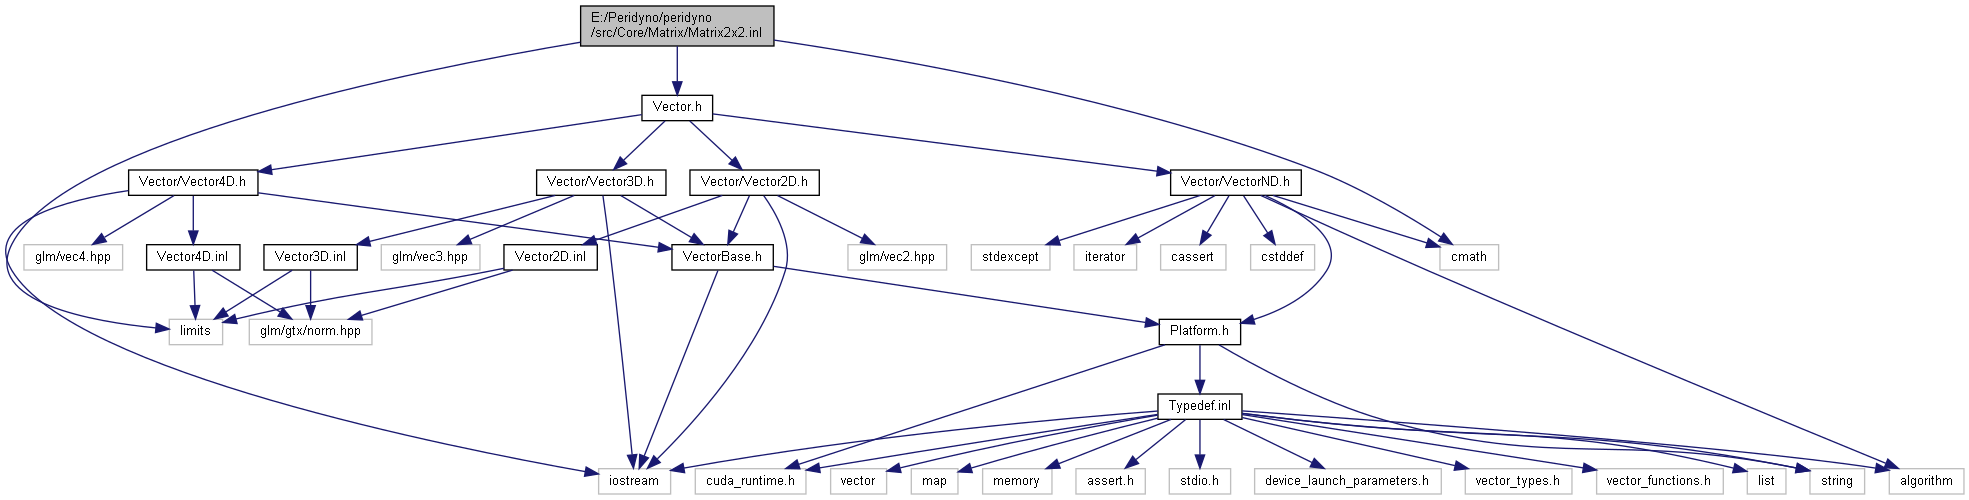 E:/Peridyno/peridyno
/src/Core/Matrix/Matrix2x2.inl
Vector.h
Vector/Vector4D.h
Vector/Vector3D.h
Vector/Vector2D.h
Vector/VectorND.h
glm/vec4.hpp
Vector4D.inl
Vector3D.inl
glm/vec3.hpp
Vector2D.inl
VectorBase.h
glm/vec2.hpp
stdexcept
iterator
cassert
cstddef
cmath
limits
glm/gtx/norm.hpp
Platform.h
Typedef.inl
iostream
cuda_runtime.h
vector
map
memory
assert.h
stdio.h
device_launch_parameters.h
vector_types.h
vector_functions.h
list
string
algorithm